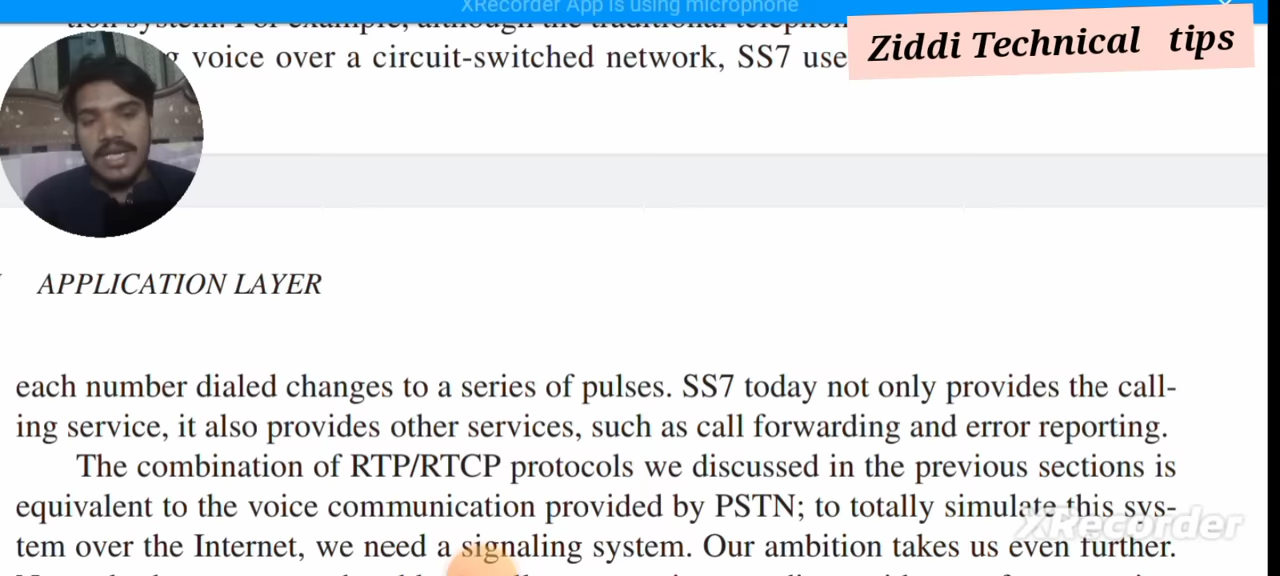 XRecorder App is using microphone
Ziddi Technical tips
voice over a circuit-switched network, SS7 use
APPLICATION LAYER
each number dialed changes to a series of pulses. SS7 today not only provides the call-
ing service, it also provides other services, such as call forwarding and error reporting.
The combination of RTP/RTCP protocols we discussed in the previous sections is
equivalent to the voice communication provided by PSTN; to totally simulate this sys-
XRecorder
tem over the Internet, we need a signaling system. Our ambition takes us even further.